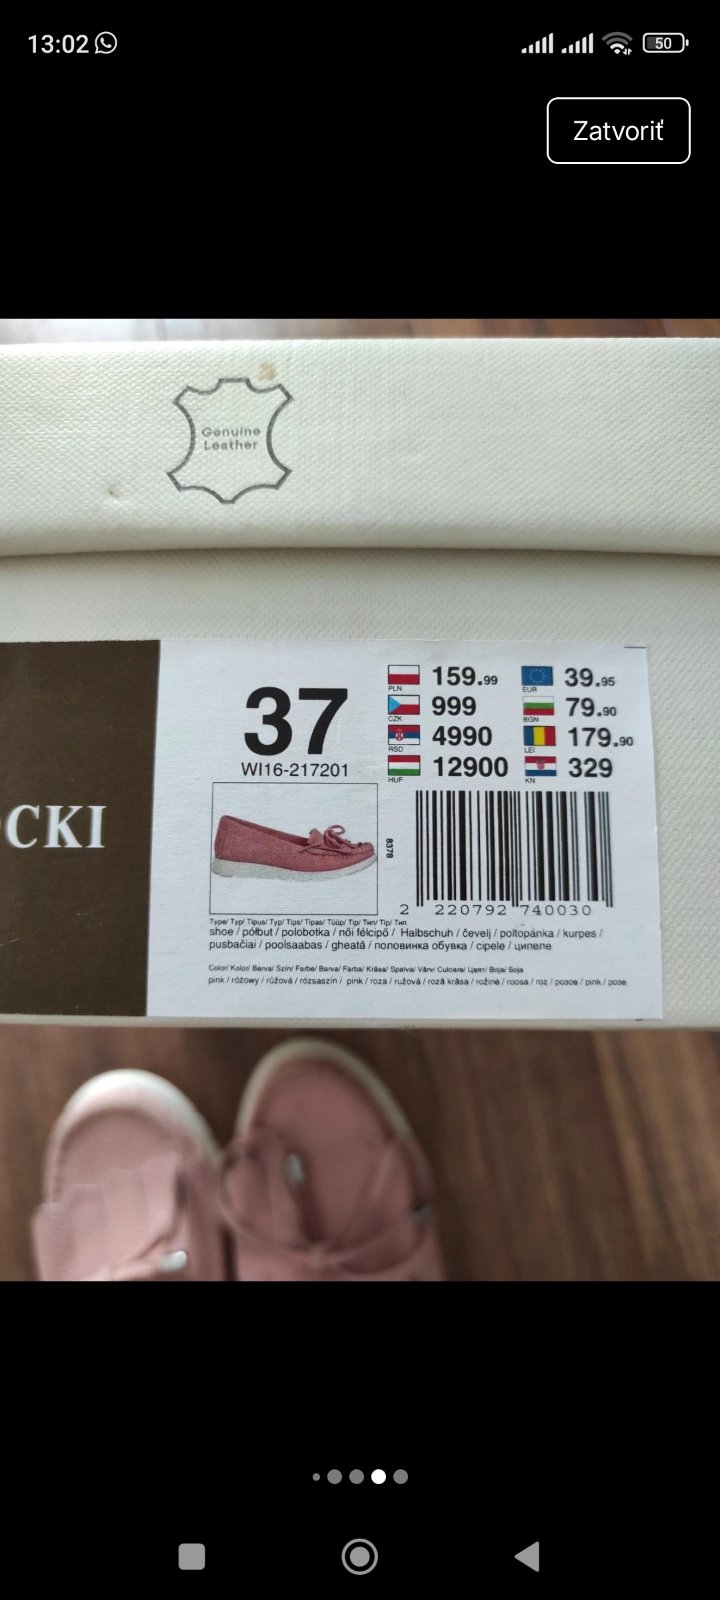 13:02
50
Zatvoriť
Genuine
Leather
OCKI
37
WI16-217201
PLN 159.99
EUR 39.95
CZK 999
BGN 79.90
RSD 4990
LEI 179.90
HUF 12900
KN 329
8378
2 220792 740030
Type/ Typ/ Típus/ Typ/ Tips/ Tipas/ Tüüp/ Tip/ Тип/ Tip/ Тип
shoe / półbut / polobotka / női félcipő / Halbschuh / čevelj / poltopánka / kurpes /
pusbačiai / poolsaabas / gheată / половинка обувка / cipele / ципеле
Color/ Kolor/ Barva/ Szín/ Farbe/ Barva/ Farba/ Krāsa/ Spalva/ Värv/ Culoare/ Цвят/ Boja/ Боја
pink / różowy / růžová / rózsaszín / pink / roza / ružová / rozā krāsa / rožinė / roosa / roz / розов / pink / розе